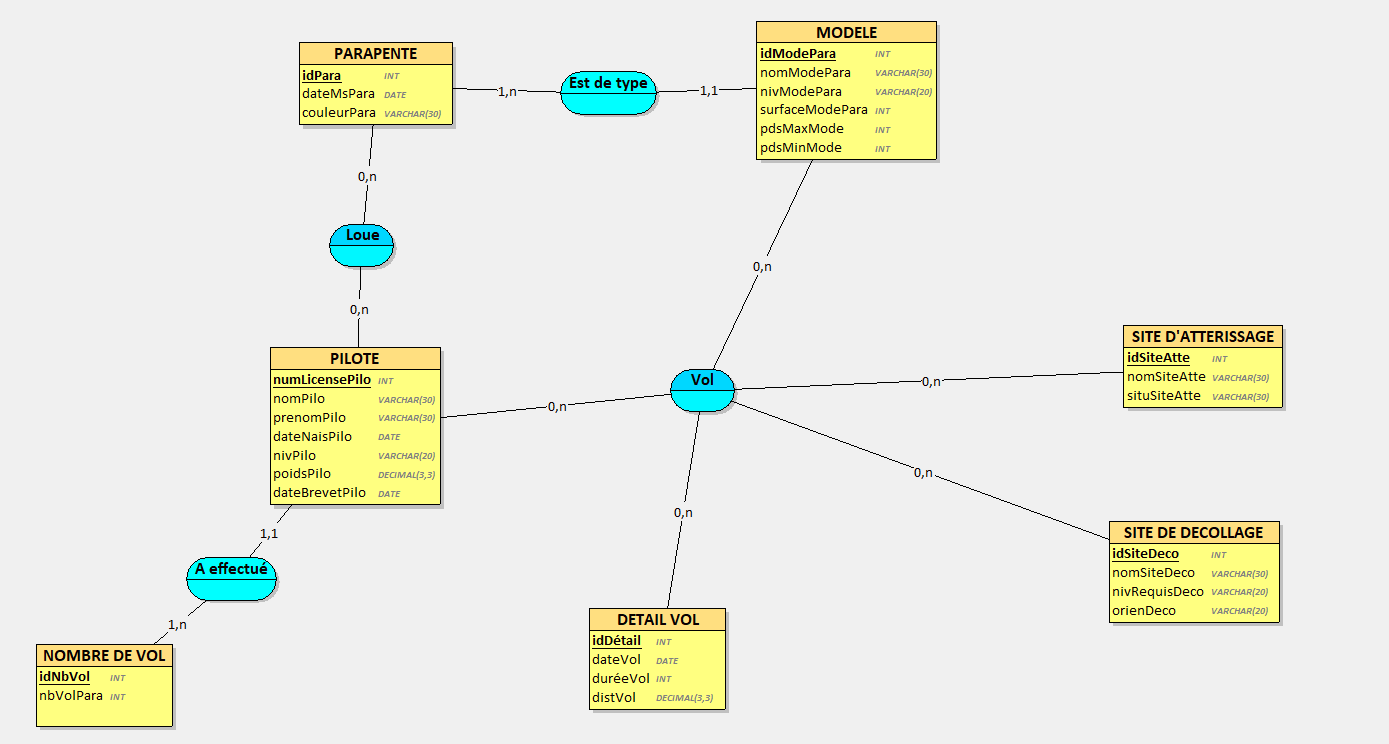 PARAPENTE
idPara INT
dateMsPara DATE
couleurPara VARCHAR(30)
1,n
Est de type
1,1
MODELE
idModePara INT
nomModePara VARCHAR(30)
nivModePara VARCHAR(20)
surfaceModePara INT
pdsMaxMode INT
pdsMinMode INT
0,n
Loue
0,n
0,n
PILOTE
numLicensePilo INT
nomPilo VARCHAR(30)
prenomPilo VARCHAR(30)
dateNaisPilo DATE
nivPilo VARCHAR(20)
poidsPilo DECIMAL(3,3)
dateBrevetPilo DATE
0,n
Vol
0,n
SITE D'ATTERISSAGE
idSiteAtte INT
nomSiteAtte VARCHAR(30)
situSiteAtte VARCHAR(30)
0,n
0,n
SITE DE DECOLLAGE
idSiteDeco INT
nomSiteDeco VARCHAR(30)
nivRequisDeco VARCHAR(20)
orienDeco VARCHAR(20)
1,1
A effectué
1,n
NOMBRE DE VOL
idNbVol INT
nbVolPara INT
DETAIL VOL
idDétail INT
dateVol DATE
duréeVol INT
distVol DECIMAL(3,3)